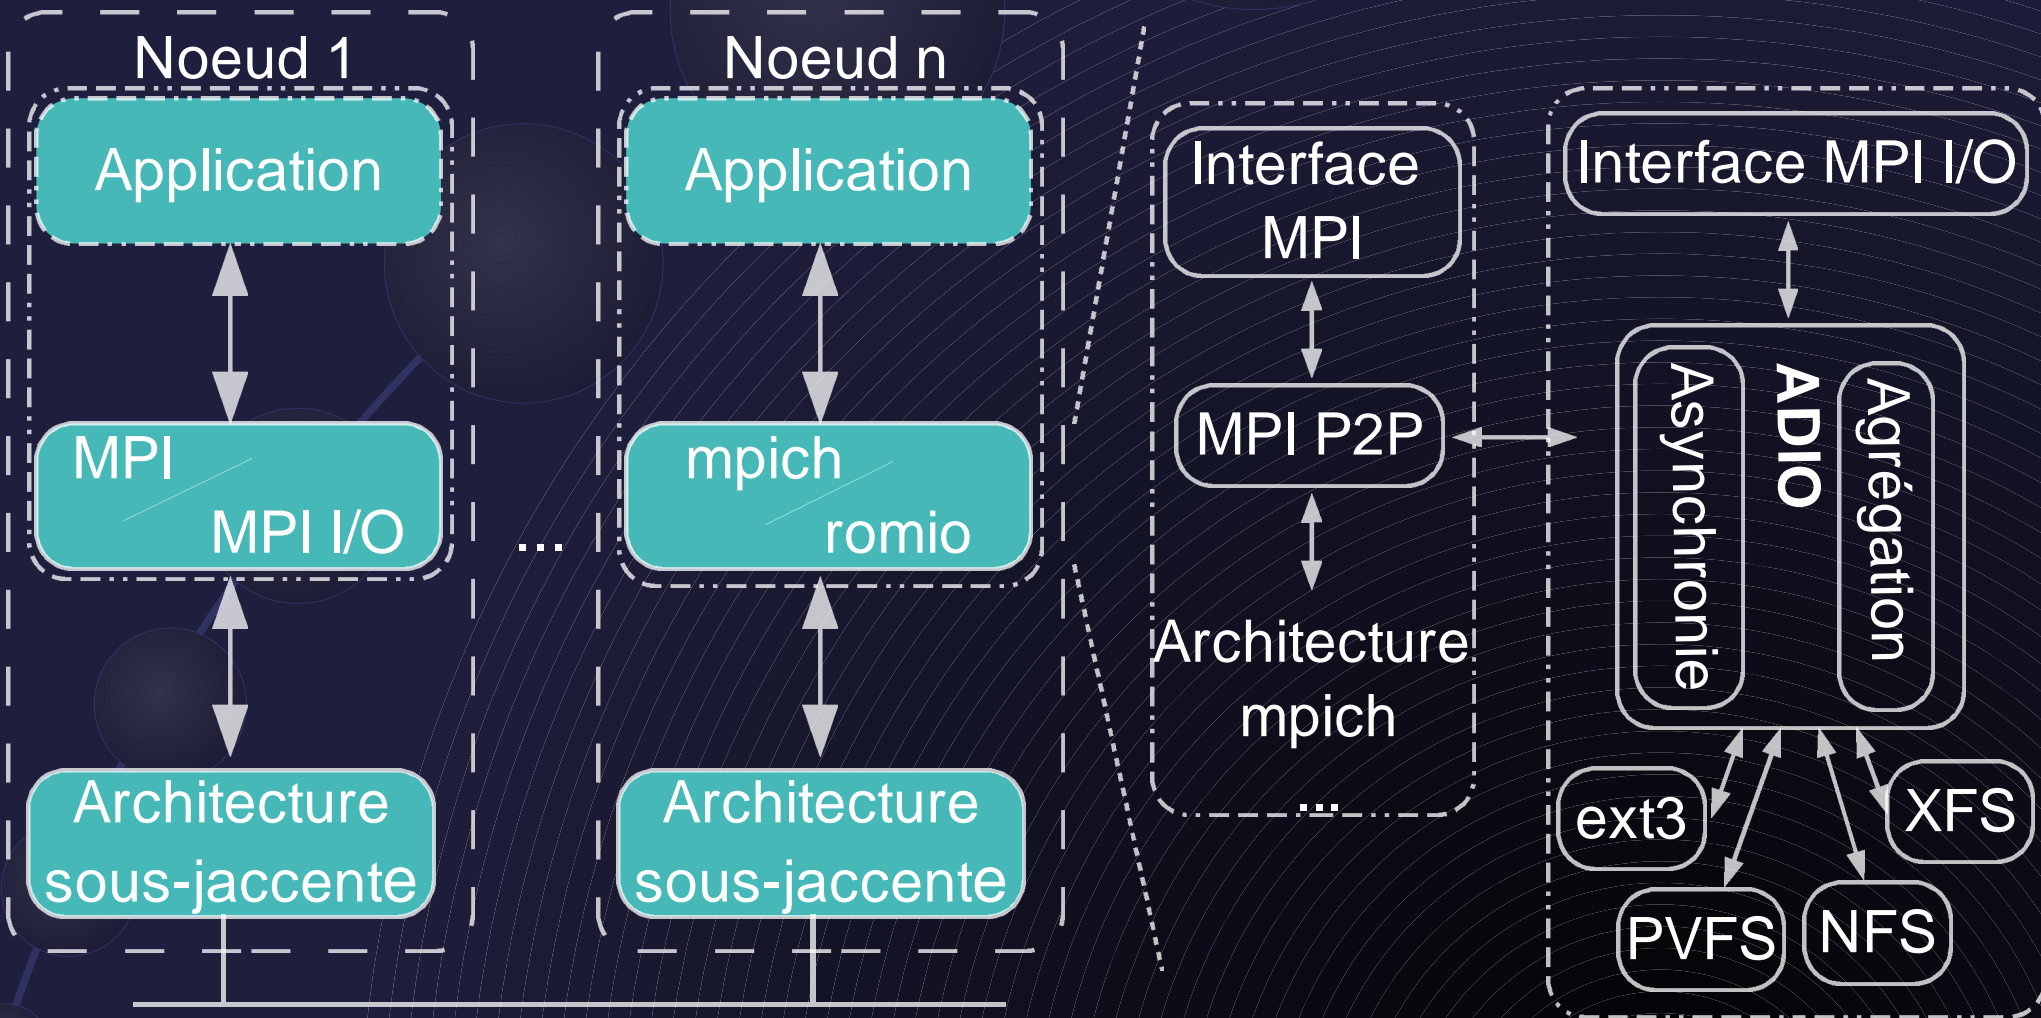 Noeud 1
Application
MPI
MPI I/O
Architecture
sous-jaccente
...
Noeud n
Application
mpich
romio
Architecture
sous-jaccente
Interface
MPI
MPI P2P
Architecture
mpich
...
Interface MPI I/O
Asynchronie
ADIO
Agrégation
ext3
PVFS
NFS
XFS